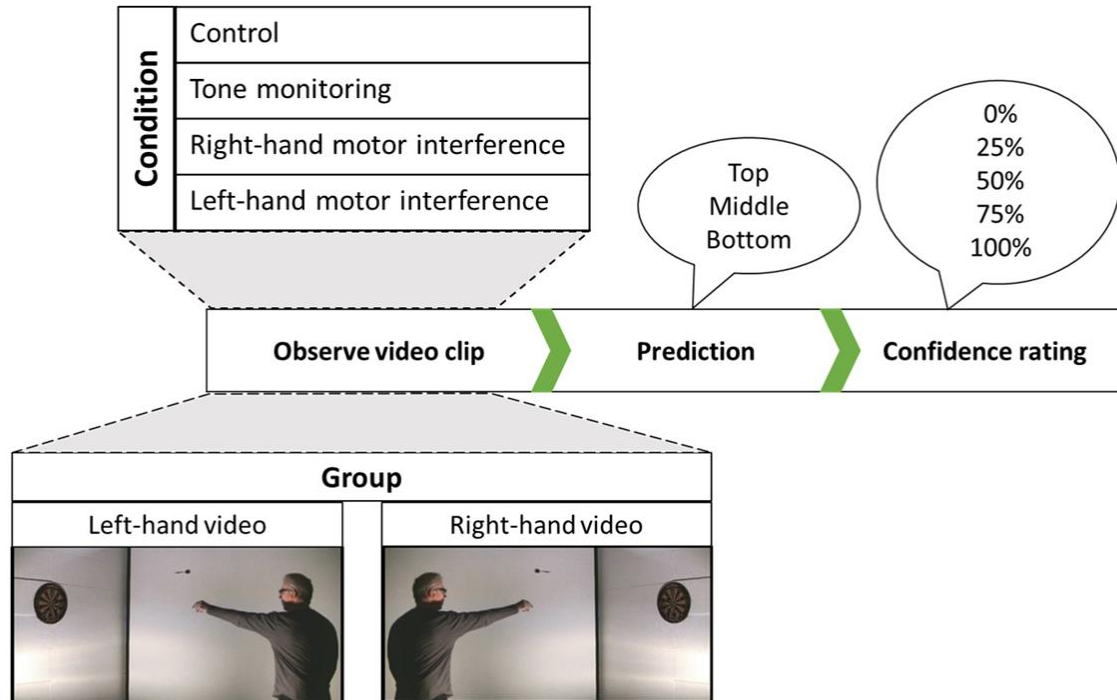 Condition
Control
Tone monitoring
Right-hand motor interference
Left-hand motor interference
Top
Middle
Bottom
0%
25%
50%
75%
100%
Observe video clip
Prediction
Confidence rating
Group
Left-hand video
Right-hand video